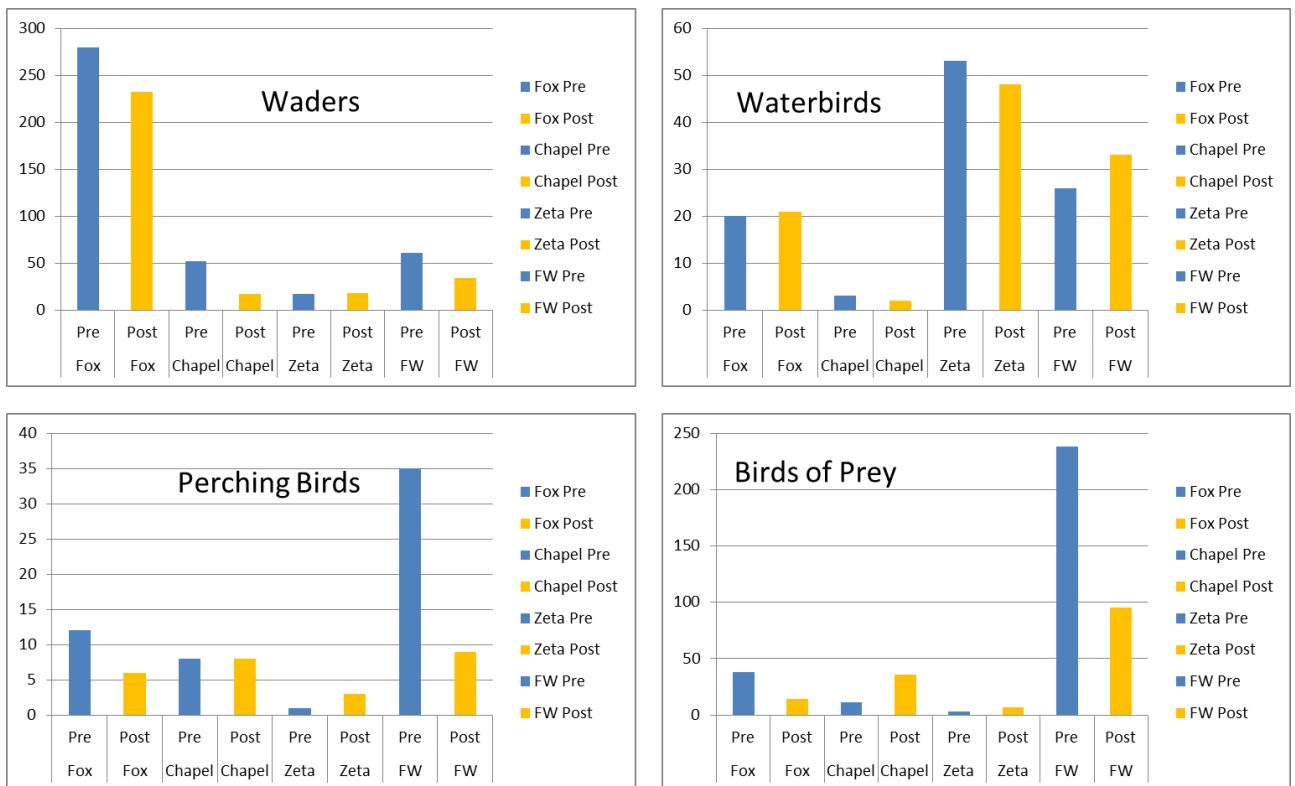 Waders
300
250
200
150
100
50
0
Pre Post Pre Post Pre Post Pre Post
Fox Fox Chapel Chapel Zeta Zeta FW FW
Fox Pre
Fox Post
Chapel Pre
Chapel Post
Zeta Pre
Zeta Post
FW Pre
FW Post
Waterbirds
60
50
40
30
20
10
0
Pre Post Pre Post Pre Post Pre Post
Fox Fox Chapel Chapel Zeta Zeta FW FW
Fox Pre
Fox Post
Chapel Pre
Chapel Post
Zeta Pre
Zeta Post
FW Pre
FW Post
Perching Birds
40
35
30
25
20
15
10
5
0
Pre Post Pre Post Pre Post Pre Post
Fox Fox Chapel Chapel Zeta Zeta FW FW
Fox Pre
Fox Post
Chapel Pre
Chapel Post
Zeta Pre
Zeta Post
FW Pre
FW Post
Birds of Prey
250
200
150
100
50
0
Pre Post Pre Post Pre Post Pre Post
Fox Fox Chapel Chapel Zeta Zeta FW FW
Fox Pre
Fox Post
Chapel Pre
Chapel Post
Zeta Pre
Zeta Post
FW Pre
FW Post